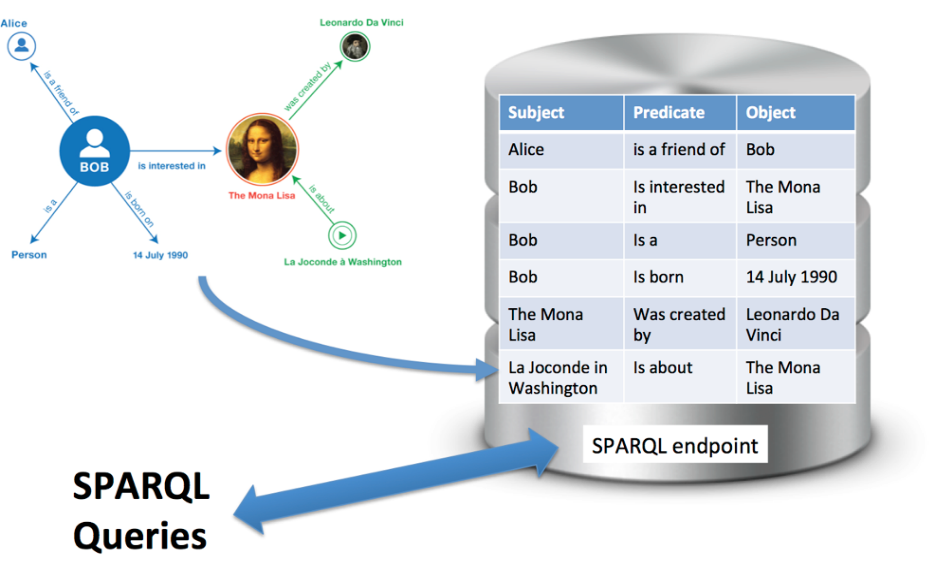 Alice
Leonardo Da Vinci
is a friend of
was created by
BOB
is interested in
The Mona Lisa
is a
is born on
is about
Person
14 July 1990
La Joconde à Washington
Subject Predicate Object
Alice is a friend of Bob
Bob Is interested in The Mona Lisa
Bob Is a Person
Bob Is born 14 July 1990
The Mona Lisa Was created by Leonardo Da Vinci
La Joconde in Washington Is about The Mona Lisa
SPARQL endpoint
SPARQL
Queries